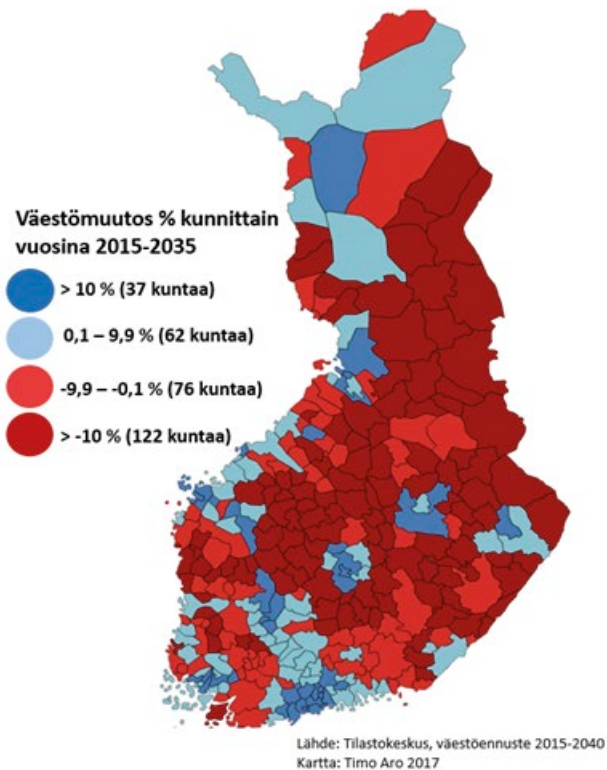 Väestömuutos % kunnittain
vuosina 2015-2035
> 10 % (37 kuntaa)
0,1 – 9,9 % (62 kuntaa)
-9,9 – -0,1 % (76 kuntaa)
> -10 % (122 kuntaa)
Lähde: Tilastokeskus, väestöennuste 2015-2040
Kartta: Timo Aro 2017